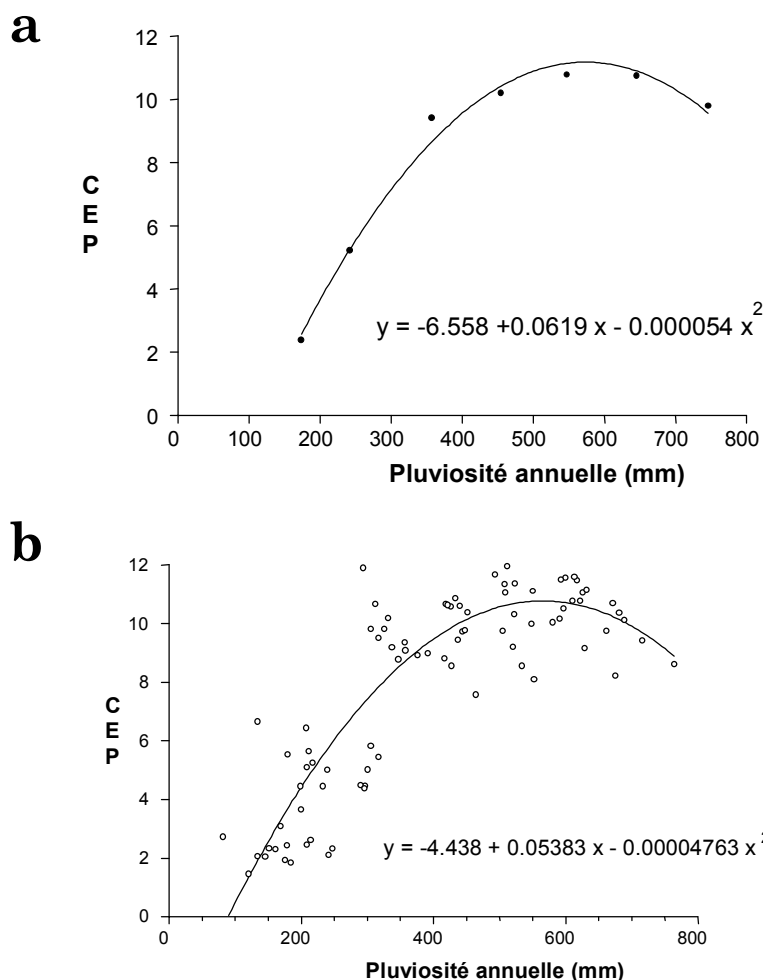 a
12
10
8
6
4
2
0
C
E
P
y = -6.558 +0.0619 x - 0.000054 x²
0 100 200 300 400 500 600 700 800
Pluviosité annuelle (mm)
b
12
10
8
6
4
2
0
C
E
P
y = -4.438 + 0.05383 x - 0.00004763 x²
0 200 400 600 800
Pluviosité annuelle (mm)